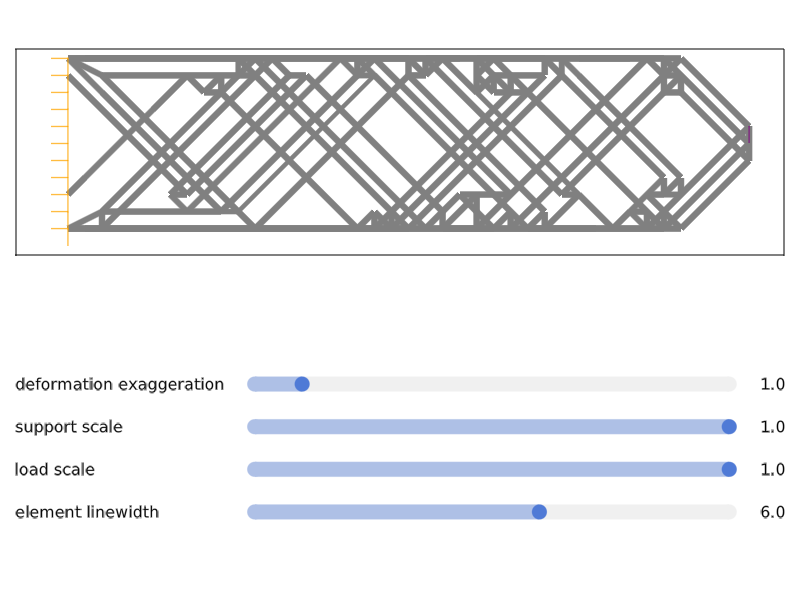 deformation exaggeration 1.0
support scale 1.0
load scale 1.0
element linewidth 6.0